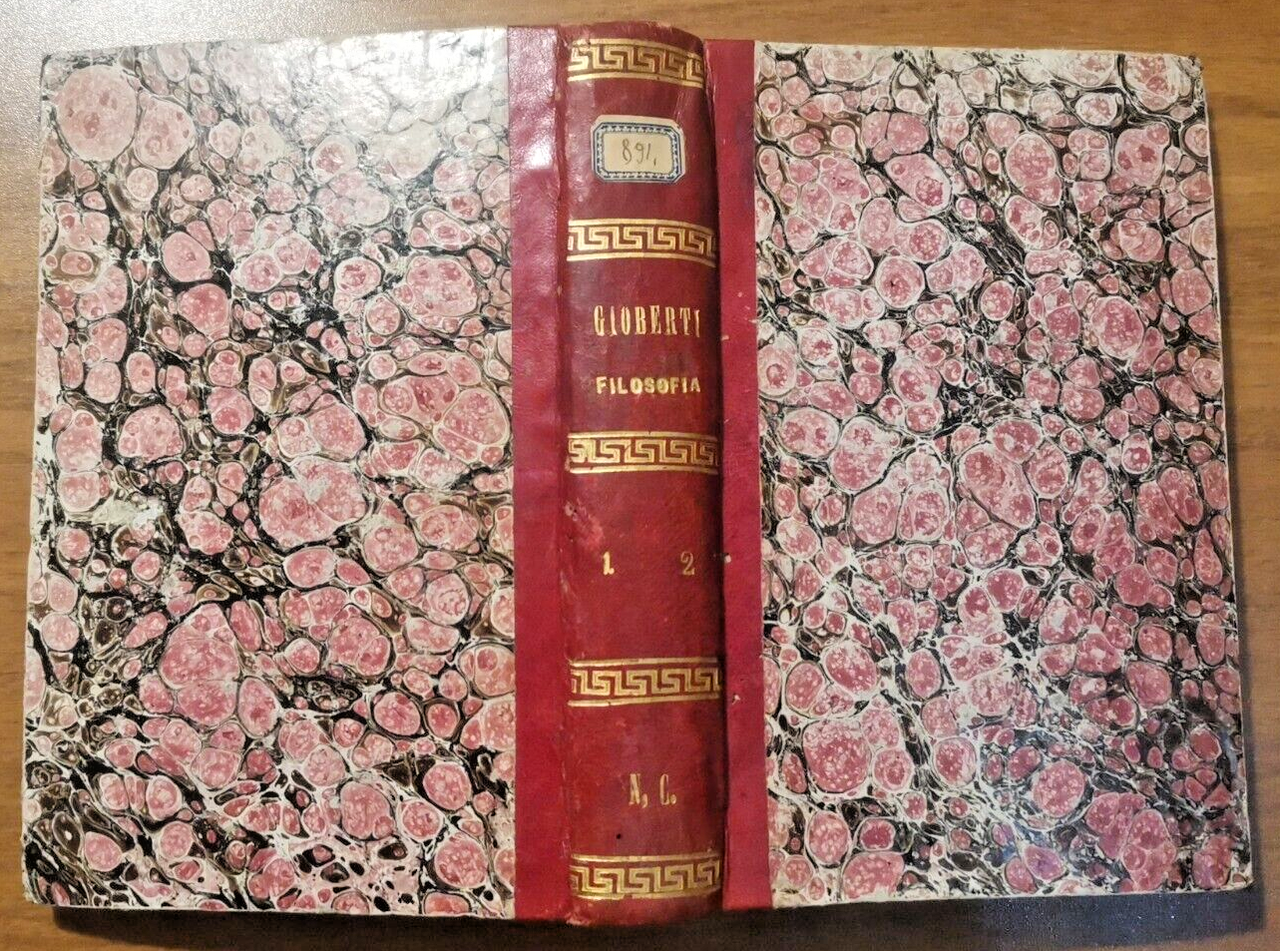 891,
GIOBERTI
FILOSOFIA
1 2
N, C.